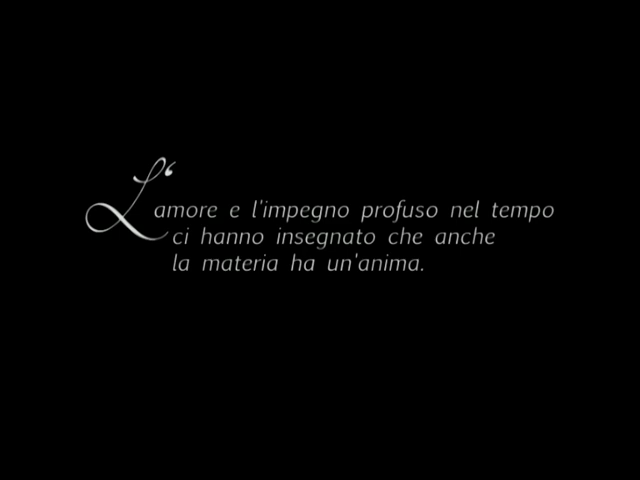 L'amore e l'impegno profuso nel tempo
ci hanno insegnato che anche
la materia ha un'anima.